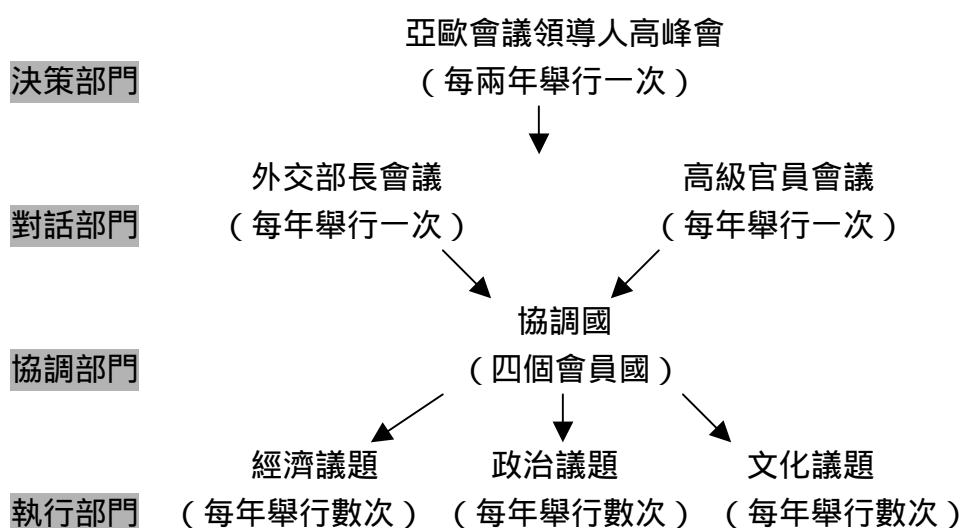 亞歐會議領導人高峰會
決策部門 （每兩年舉行一次）
外交部長會議 高級官員會議
對話部門 （每年舉行一次） （每年舉行一次）
協調國
協調部門 （四個會員國）
經濟議題 政治議題 文化議題
執行部門 （每年舉行數次） （每年舉行數次） （每年舉行數次）